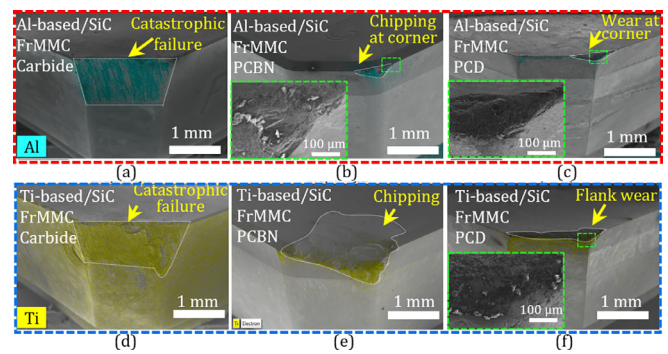 Al-based/SiC
FrMMC
Carbide
Catastrophic
failure
1 mm
Al
(a)
Al-based/SiC
FrMMC
PCBN
Chipping
at corner
100 µm
1 mm
(b)
Al-based/SiC
FrMMC
PCD
Wear at
corner
100 µm
1 mm
(c)
Ti-based/SiC
FrMMC
Carbide
Catastrophic
failure
1 mm
Ti
(d)
Ti-based/SiC
FrMMC
PCBN
Chipping
Ti Electron
1 mm
(e)
Ti-based/SiC
FrMMC
PCD
Flank wear
100 µm
1 mm
(f)